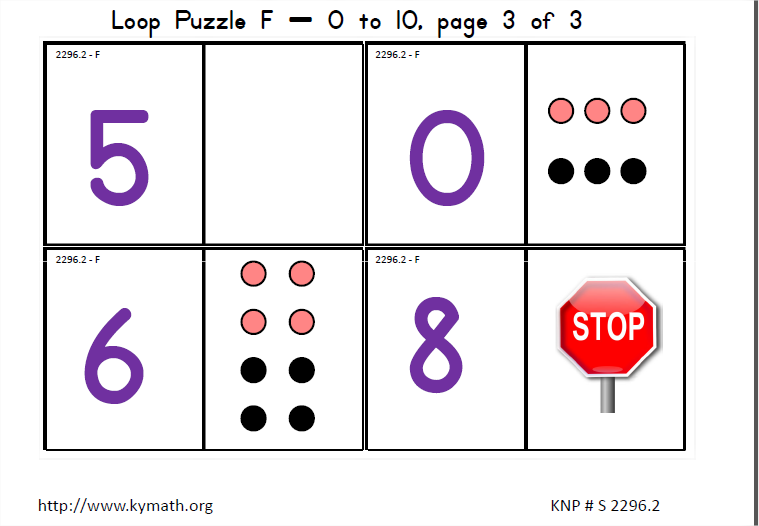 Loop Puzzle F – 0 to 10, page 3 of 3
2296.2 - F
5
2296.2 - F
0
2296.2 - F
6
2296.2 - F
8
STOP
http://www.kymath.org
KNP # S 2296.2